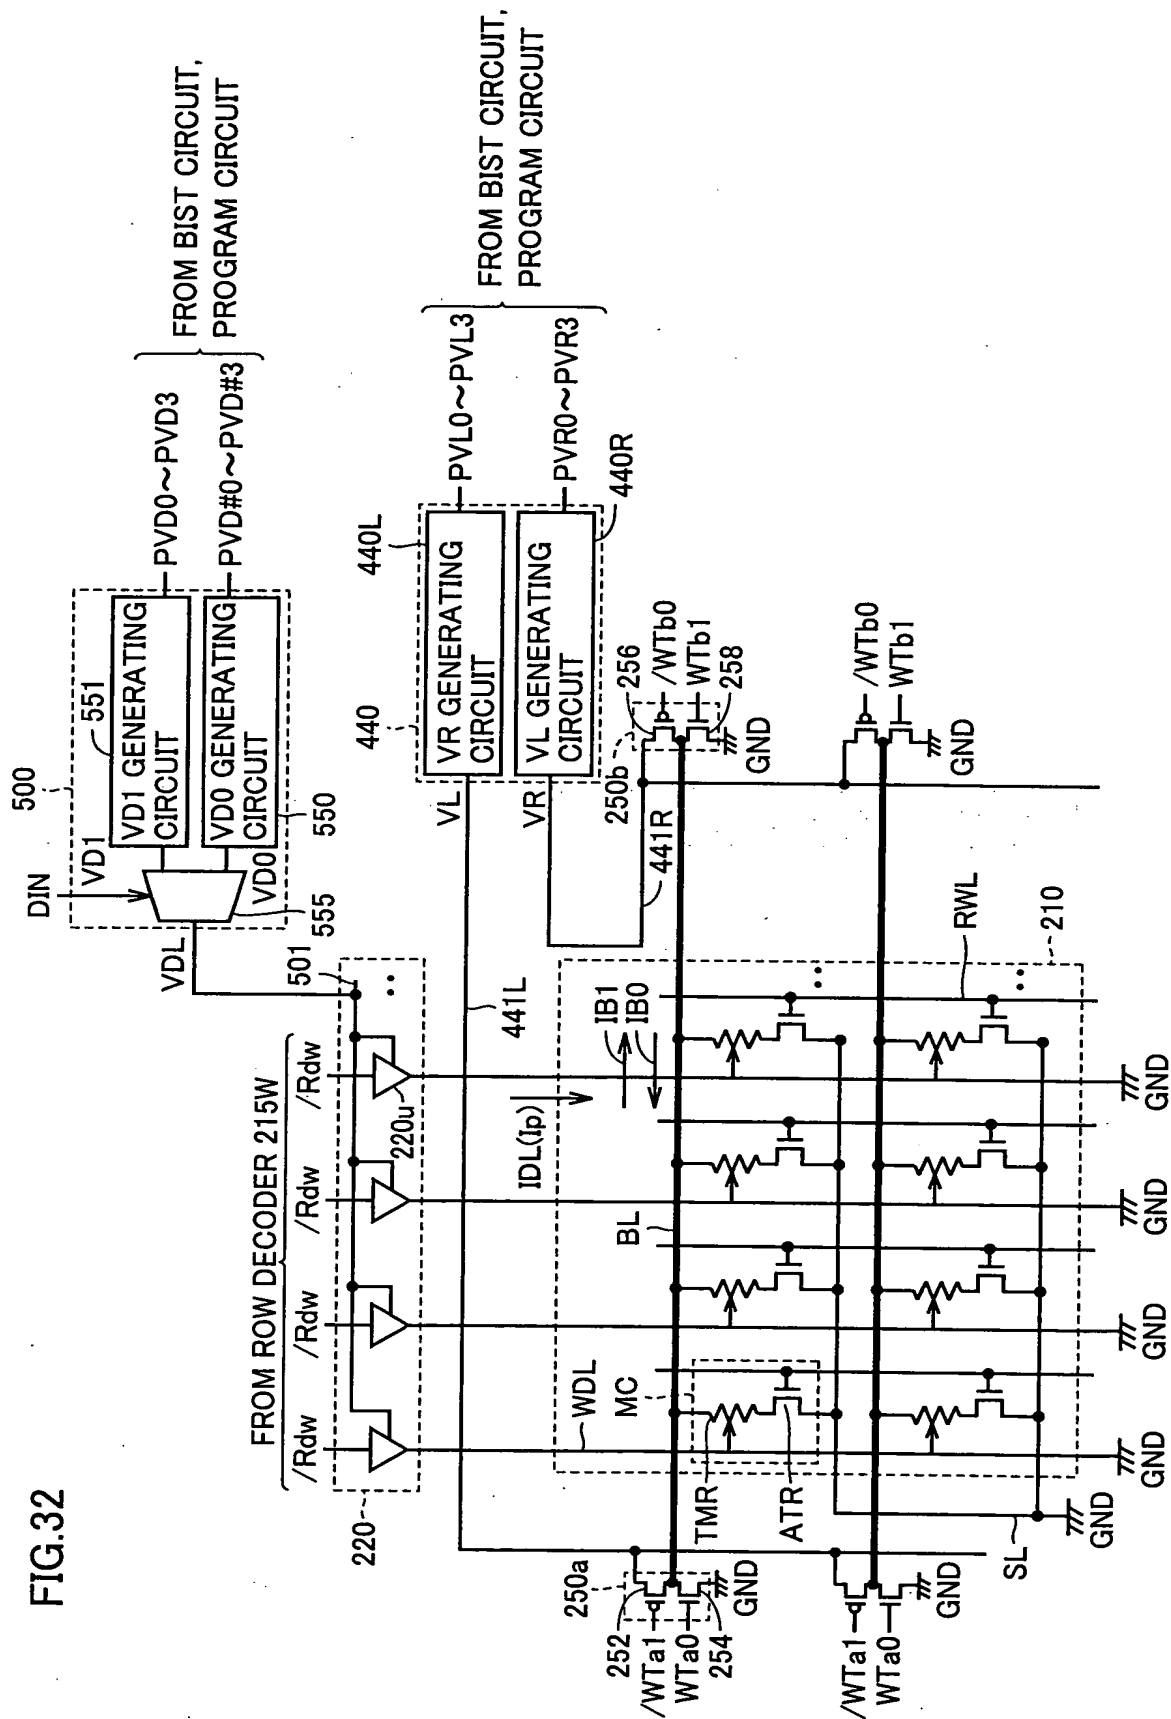 FIG.32
FROM BIST CIRCUIT,
PROGRAM CIRCUIT
PVD0~PVD3
PVD#0~PVD#3
500
551
VD1 GENERATING
CIRCUIT
VD0 GENERATING
CIRCUIT
550
DIN
VD1
VD0
555
VDL
501
FROM ROW DECODER 215W
/Rdw
/Rdw
/Rdw
/Rdw
220u
220
FROM BIST CIRCUIT,
PROGRAM CIRCUIT
PVL0~PVL3
PVR0~PVR3
440
440L
440R
VR GENERATING
CIRCUIT
VL GENERATING
CIRCUIT
VL
VR
441L
441R
250b
256
/WTb0
WTb1
258
GND
/WTb0
WTb1
GND
IDL(Ip)
IB1
IB0
BL
WDL
MC
TMR
ATR
RWL
210
GND
GND
GND
GND
SL
GND
250a
252
/WTa1
WTa0
254
GND
/WTa1
WTa0
GND